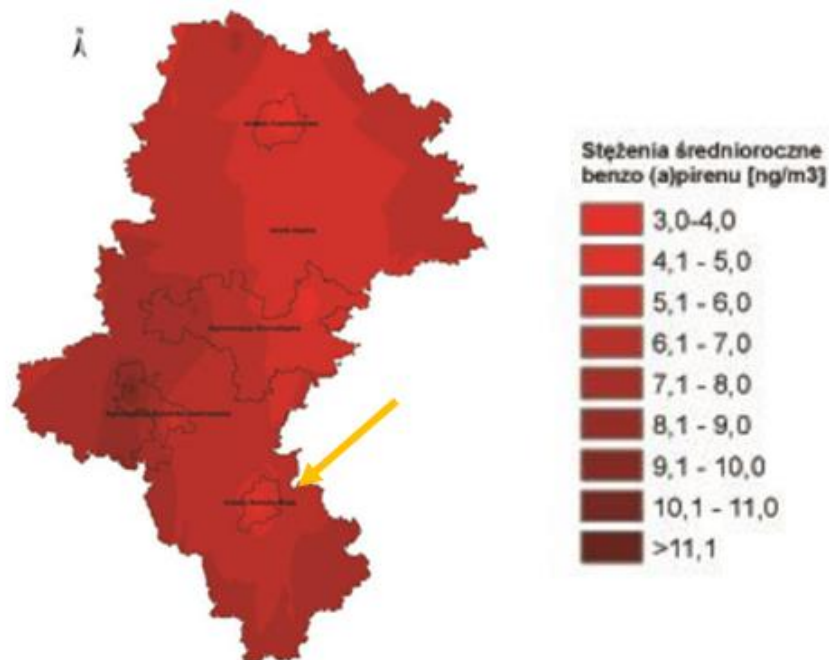 N
Stężenia średnioroczne
benzo (a)pirenu [ng/m3]
3,0-4,0
4,1 - 5,0
5,1 - 6,0
6,1 - 7,0
7,1 - 8,0
8,1 - 9,0
9,1 - 10,0
10,1 - 11,0
>11,1